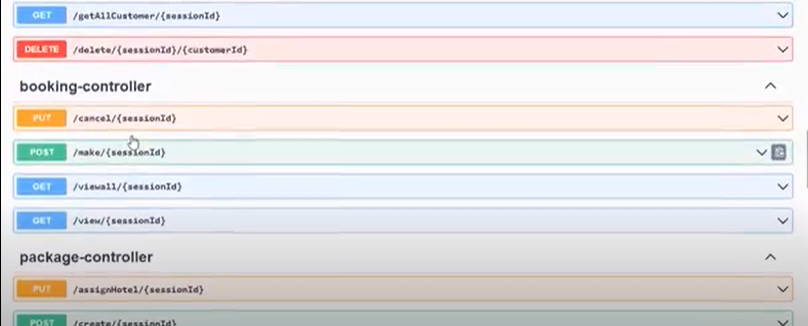 GET /getAllCustomer/{sessionId}
DELETE /delete/{sessionId}/{customerId}
booking-controller
PUT /cancel/{sessionId}
POST /make/{sessionId}
GET /viewall/{sessionId}
GET /view/{sessionId}
package-controller
PUT /assignHotel/{sessionId}
POST /create/{sessionId}